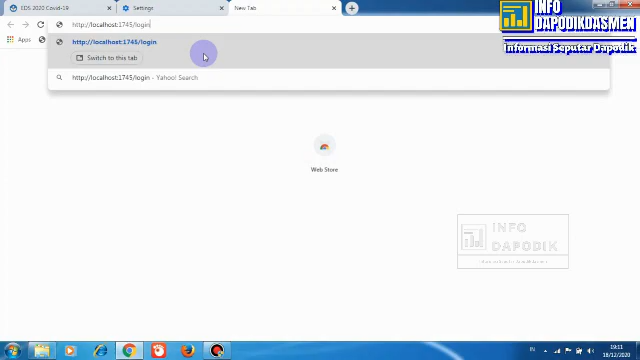 EDS 2020 Covid-19
Settings
New Tab
INFO
DAPODIKDASMEN
Informasi Seputar Dapodik
http://localhost:1745/login
http://localhost:1745/login
Switch to this tab
http://localhost:1745/login - Yahoo! Search
Apps
Web Store
INFO
DAPODIK
IN
19:11
18/12/2020